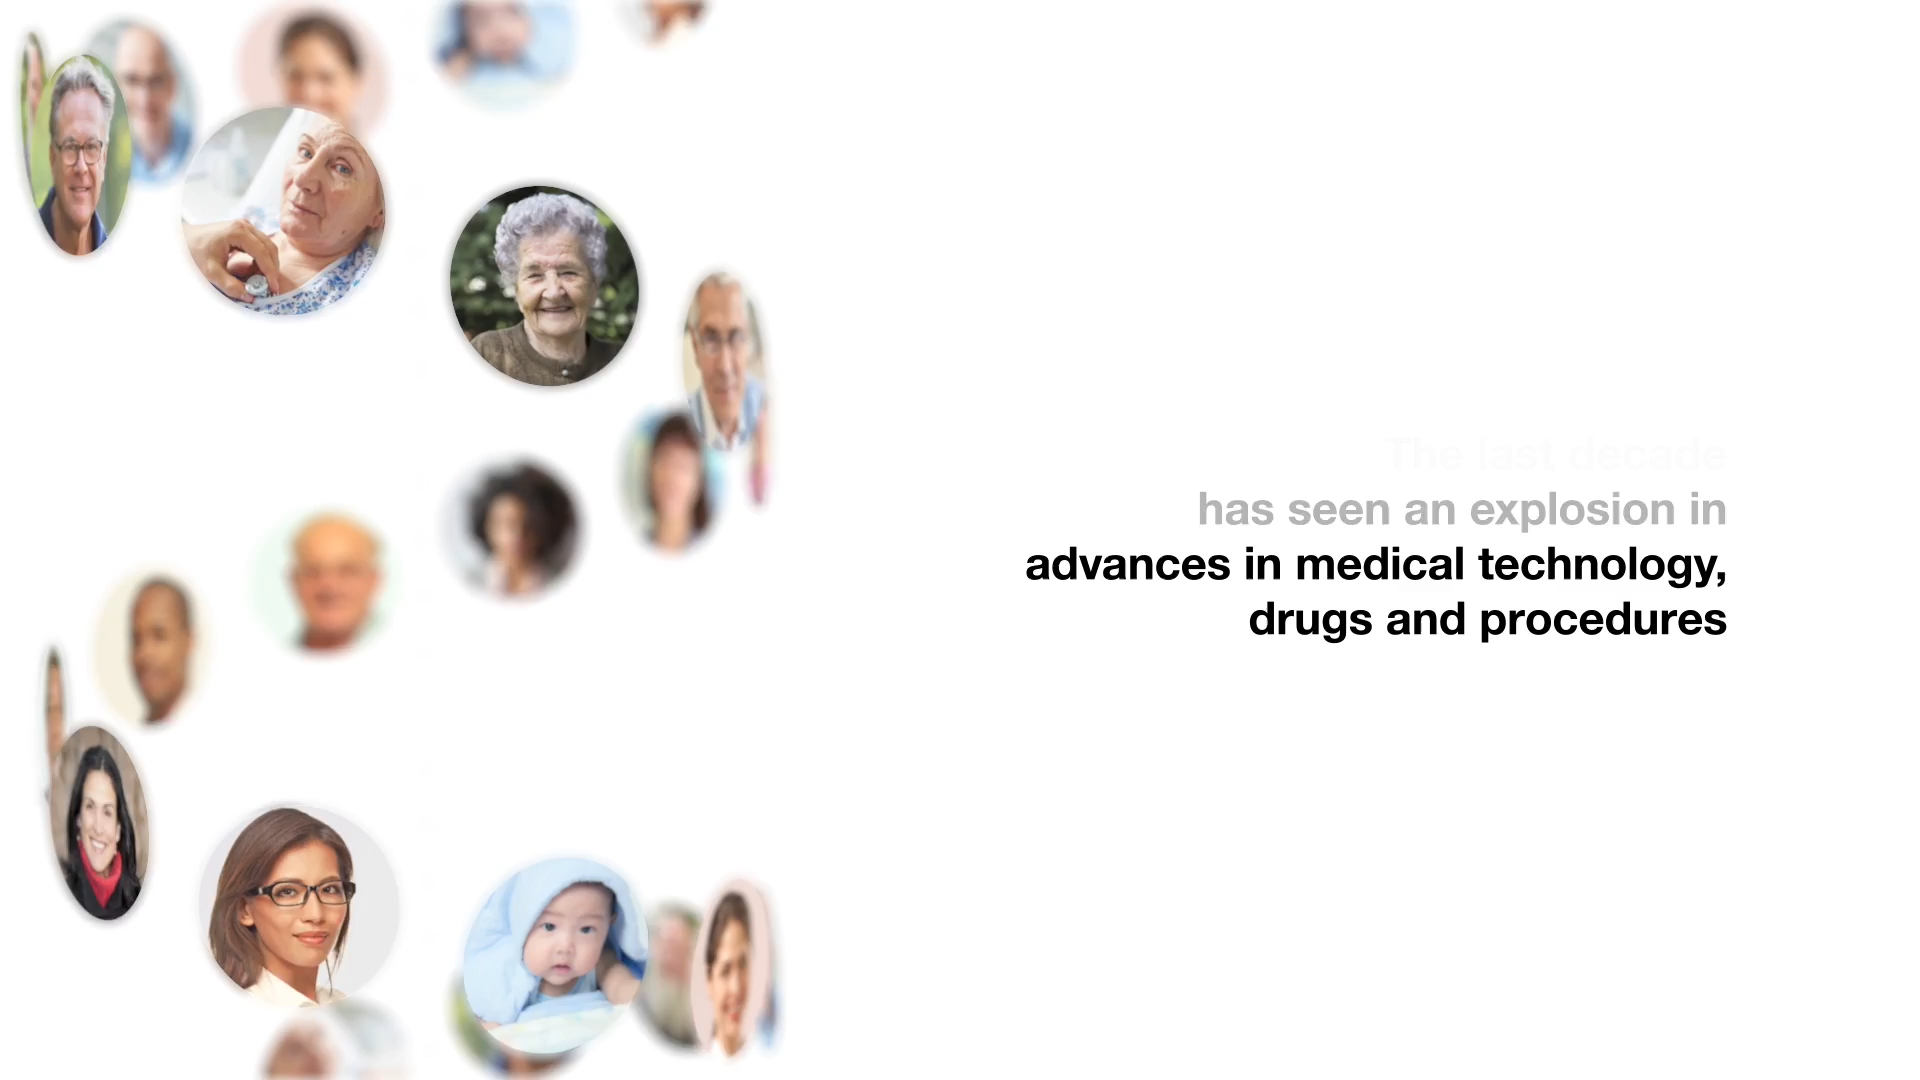 The last decade
has seen an explosion in
advances in medical technology,
drugs and procedures